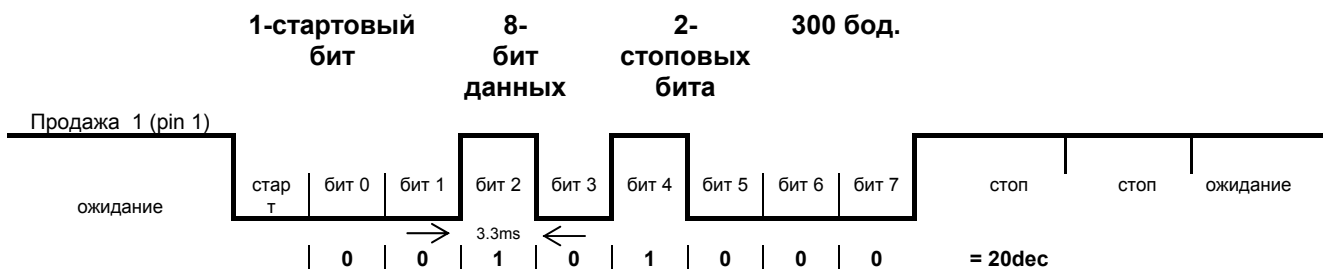 1-стартовый 8- 2- 300 бод.
бит бит стоповых
данных бита
Продажа 1 (pin 1)
стар бит 0 бит 1 бит 2 бит 3 бит 4 бит 5 бит 6 бит 7 стоп стоп ожидание
ожидание т
3.3ms
0 0 1 0 1 0 0 0 = 20dec